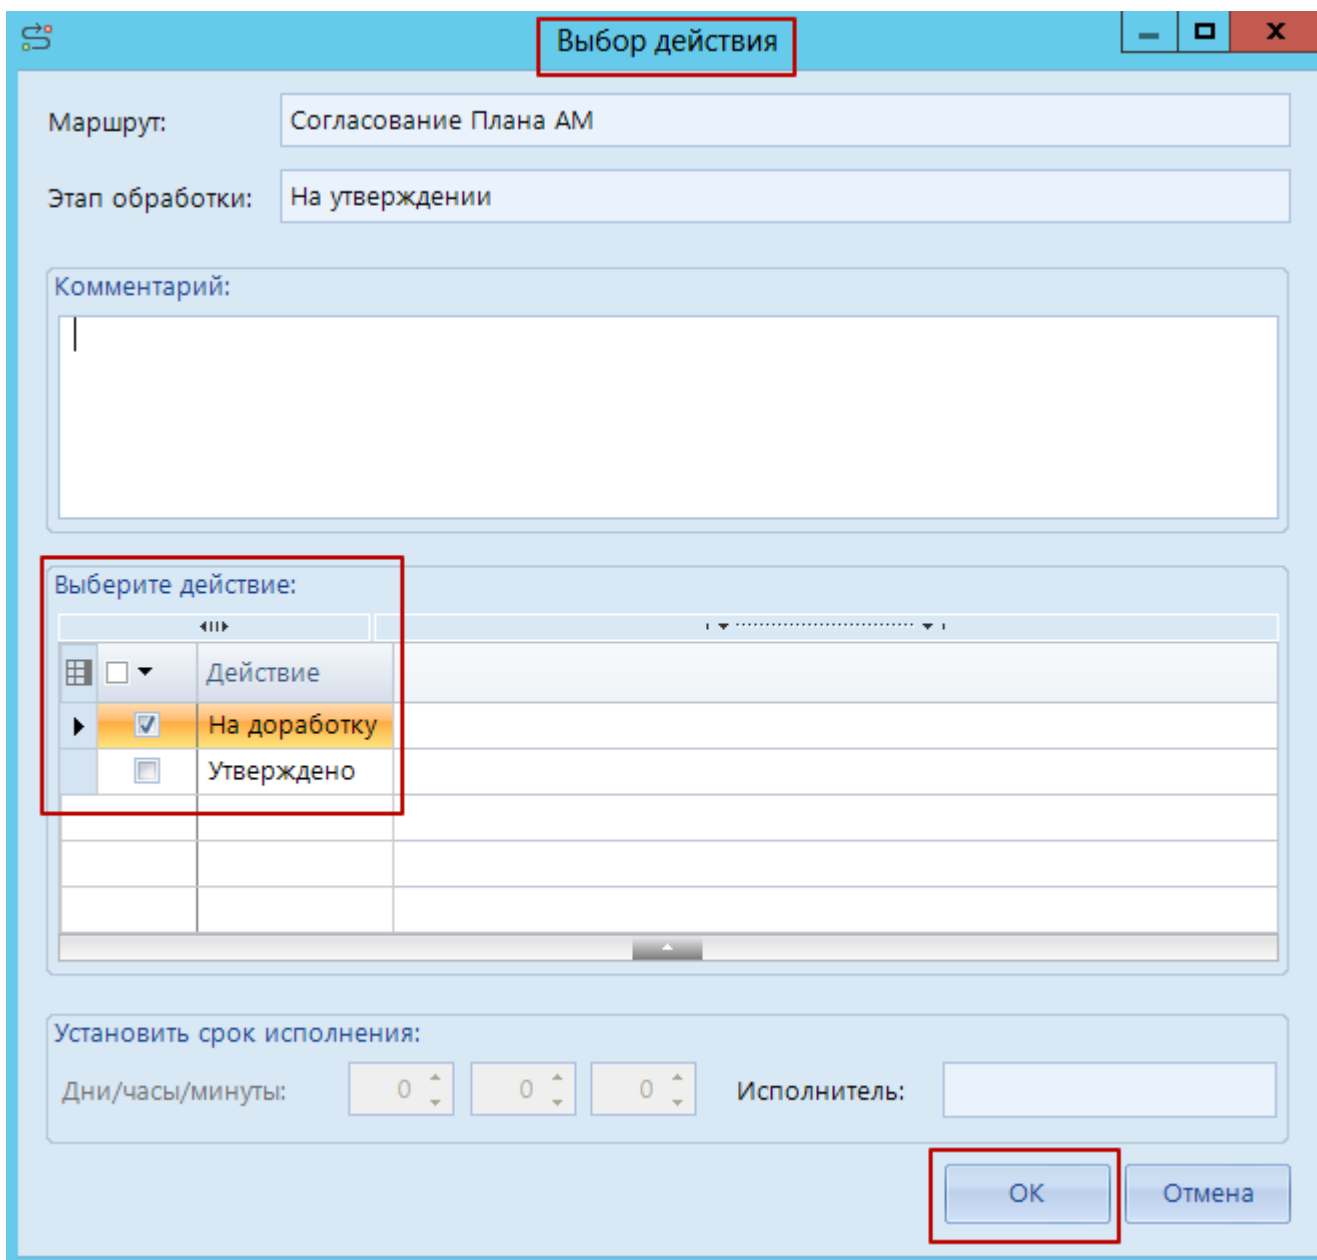 Выбор действия
Маршрут: Согласование Плана АМ
Этап обработки: На утверждении
Комментарий:
Выберите действие:
Действие
На доработку
Утверждено
Установить срок исполнения:
Дни/часы/минуты: 0 0 0 Исполнитель:
ОК Отмена